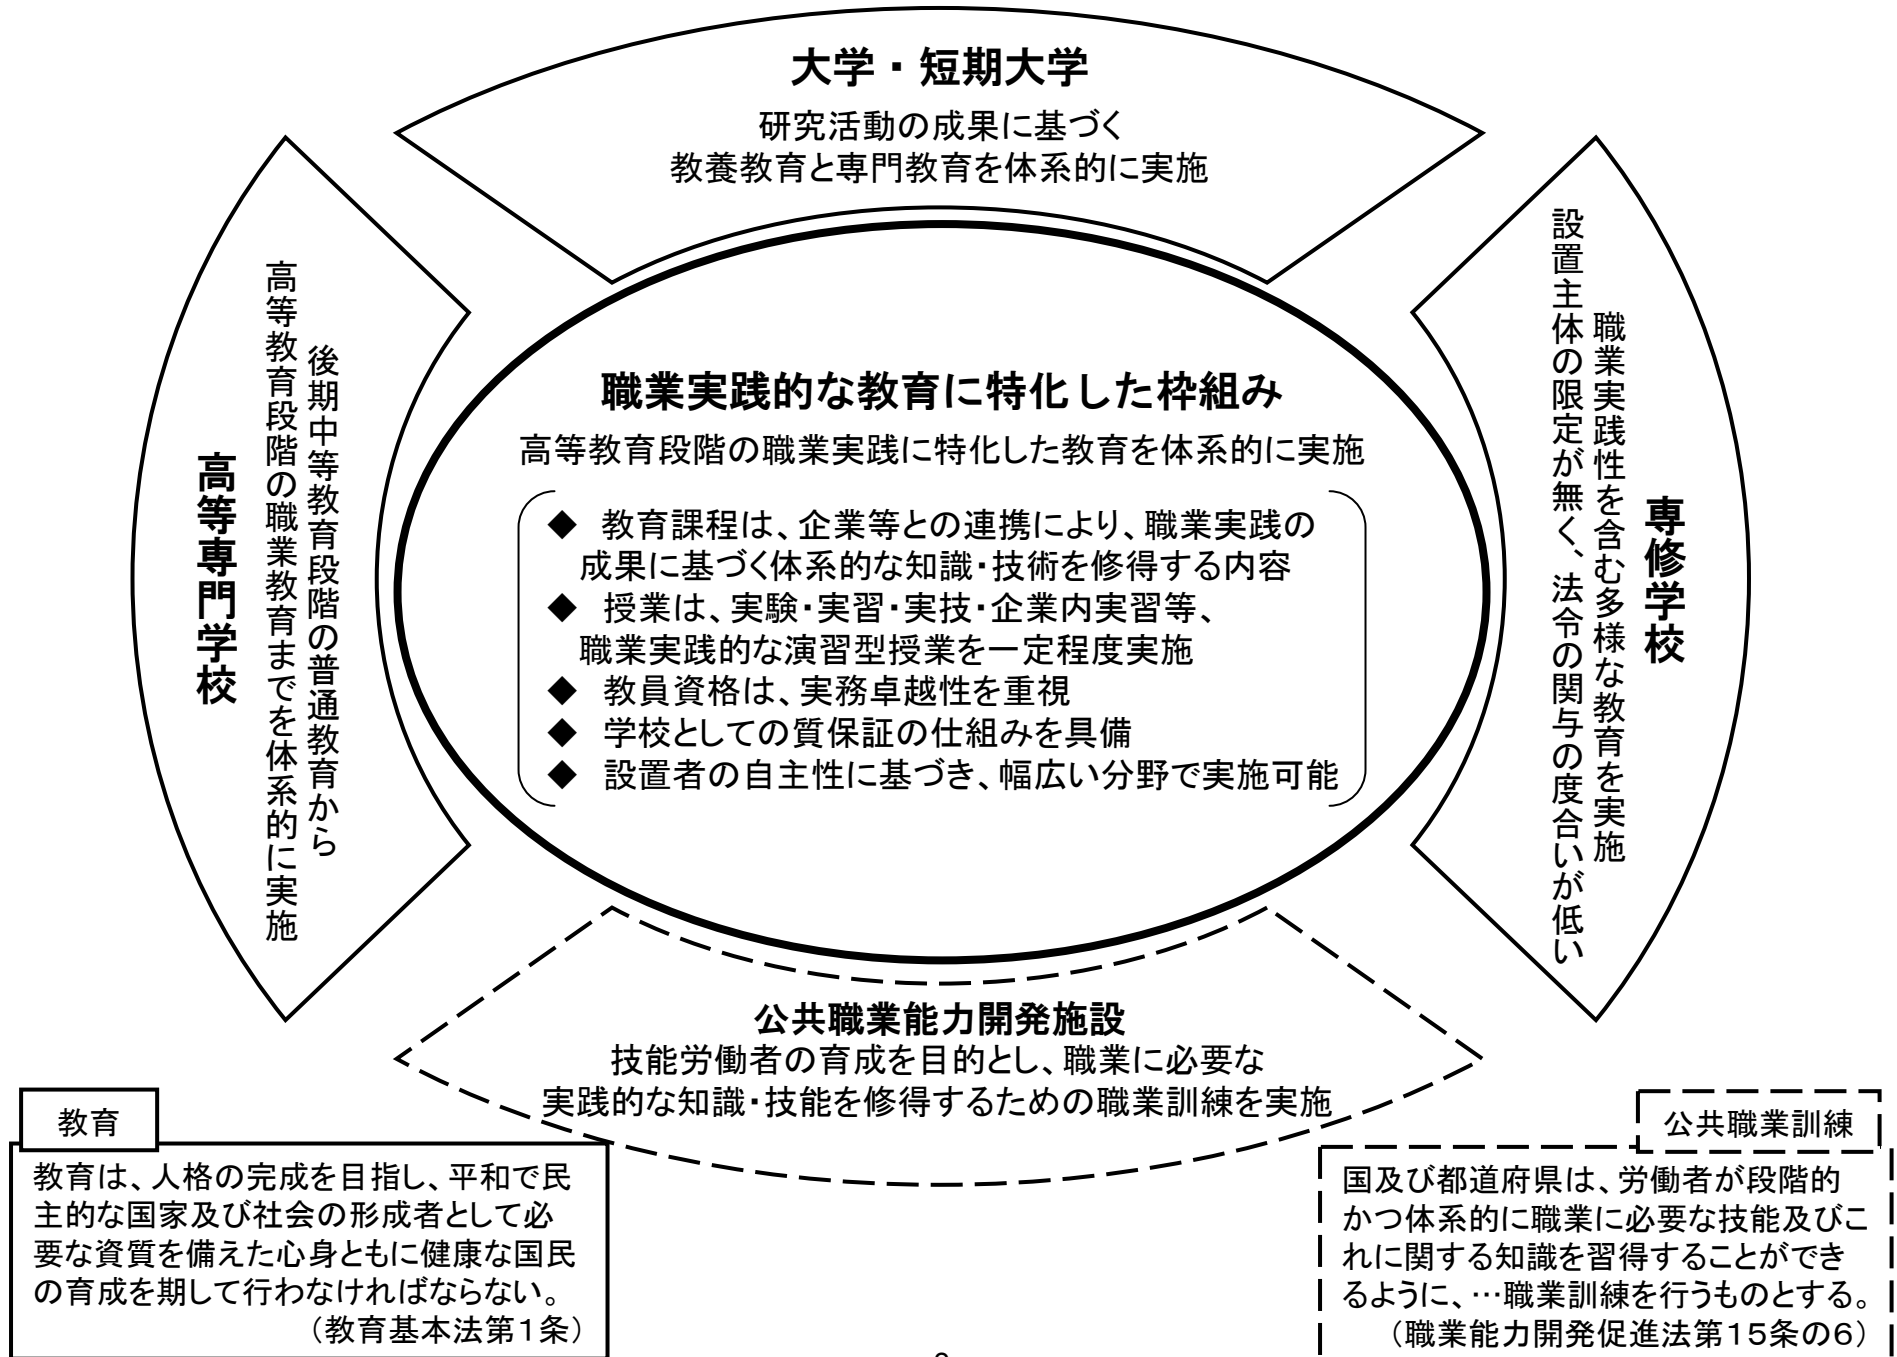 大学・短期大学
研究活動の成果に基づく
教養教育と専門教育を体系的に実施
高等専門学校
後期中等教育段階の普通教育から
高等教育段階の職業教育までを体系的に実施
職業実践的な教育に特化した枠組み
高等教育段階の職業実践に特化した教育を体系的に実施
◆ 教育課程は、企業等との連携により、職業実践の
成果に基づく体系的な知識・技術を修得する内容
◆ 授業は、実験・実習・実技・企業内実習等、
職業実践的な演習型授業を一定程度実施
◆ 教員資格は、実務卓越性を重視
◆ 学校としての質保証の仕組みを具備
◆ 設置者の自主性に基づき、幅広い分野で実施可能
専修学校
職業実践性を含む多様な教育を実施
設置主体の限定が無く、法令の関与の度合いが低い
公共職業能力開発施設
技能労働者の育成を目的とし、職業に必要な
実践的な知識・技能を修得するための職業訓練を実施
教育
教育は、人格の完成を目指し、平和で民
主的な国家及び社会の形成者として必
要な資質を備えた心身ともに健康な国民
の育成を期して行わなければならない。
（教育基本法第１条）
公共職業訓練
国及び都道府県は、労働者が段階的
かつ体系的に職業に必要な技能及びこ
れに関する知識を習得することができ
るように、…職業訓練を行うものとする。
（職業能力開発促進法第１５条の６）